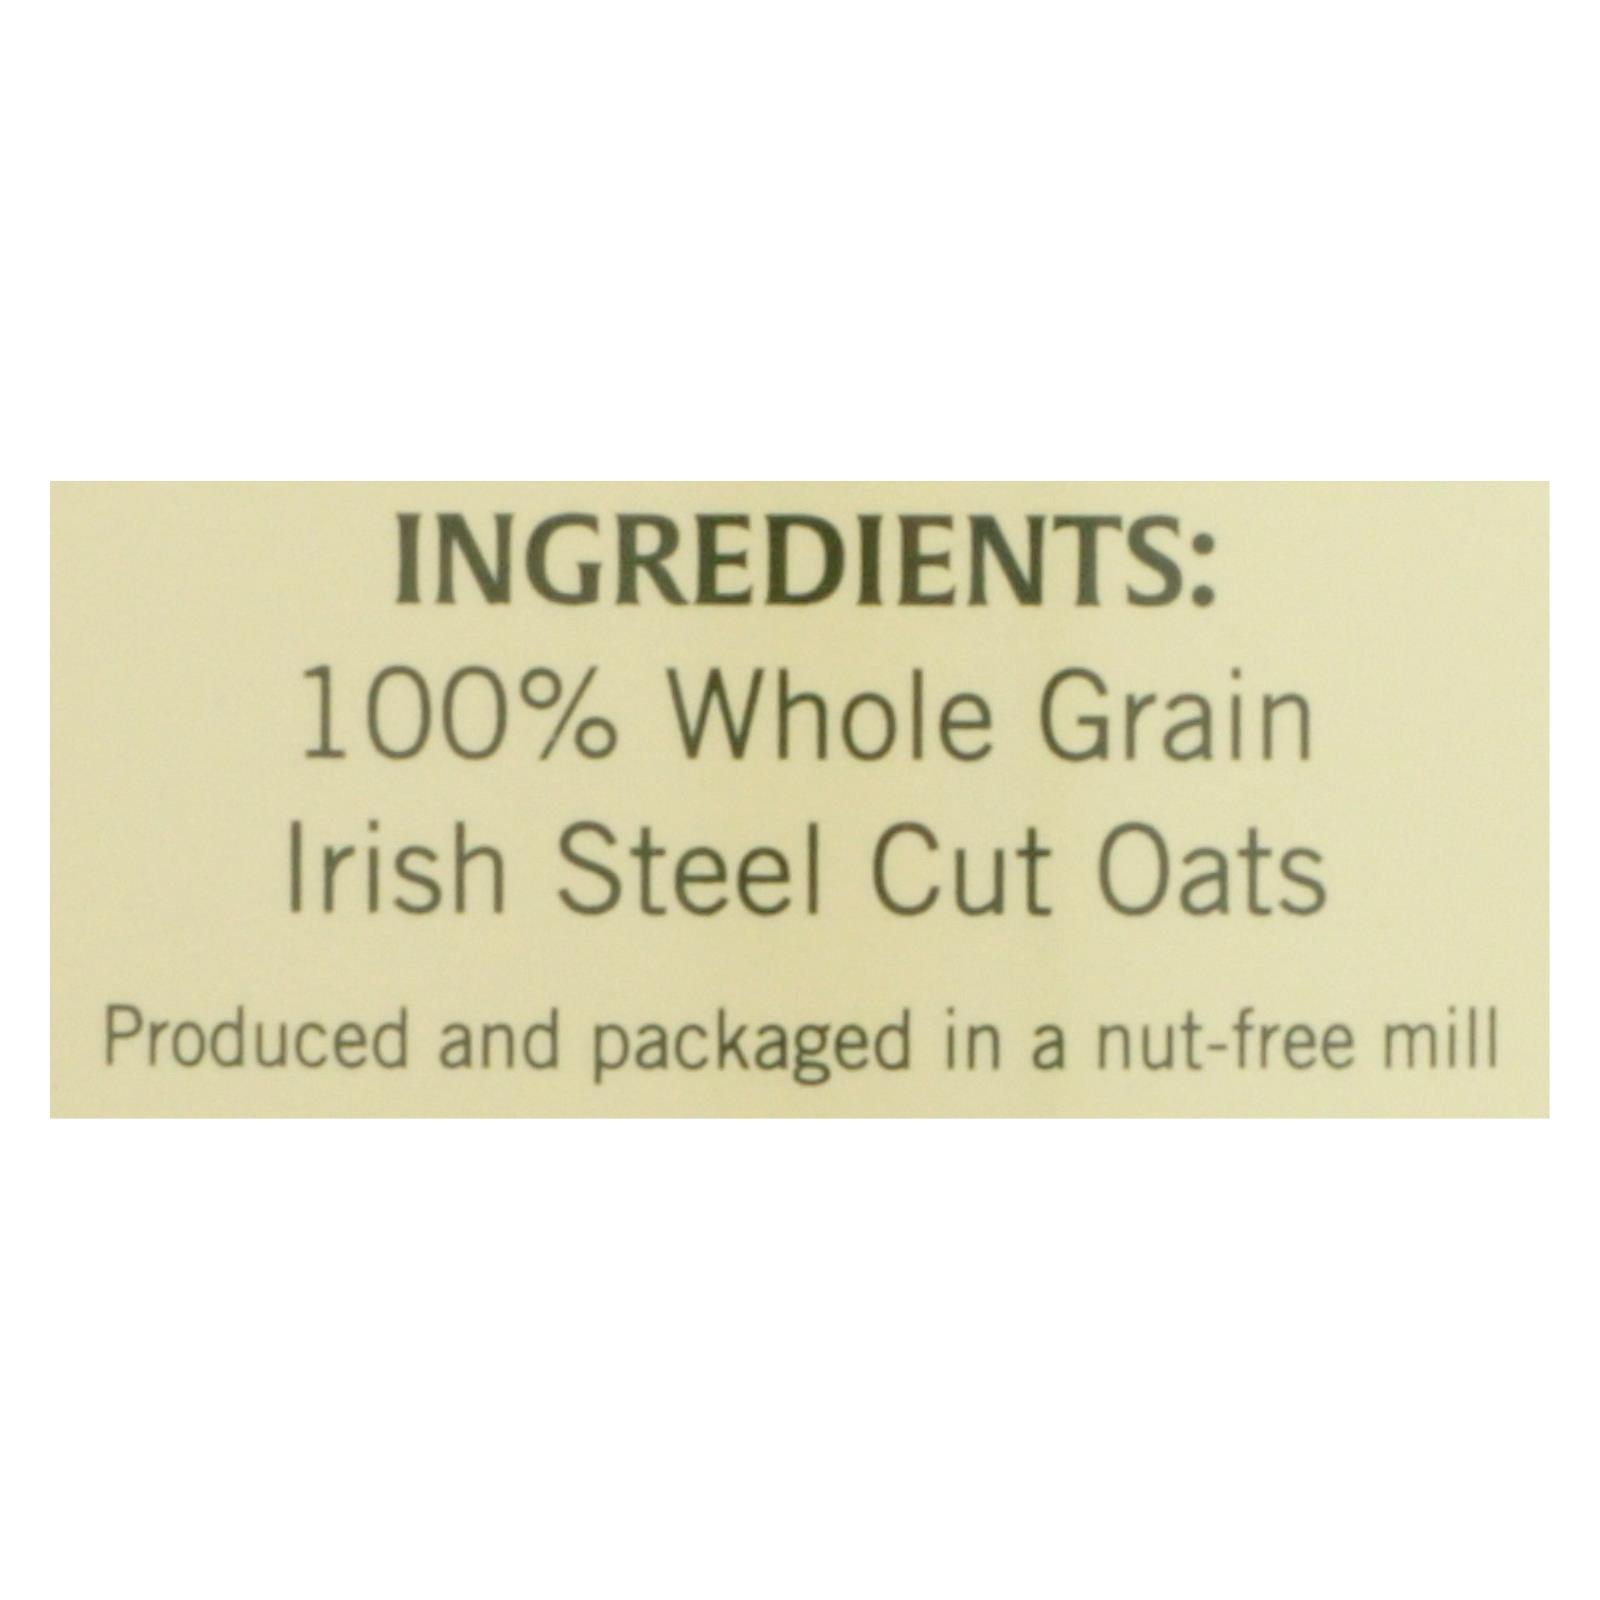 INGREDIENTS:
100% Whole Grain
Irish Steel Cut Oats
Produced and packaged in a nut-free mill